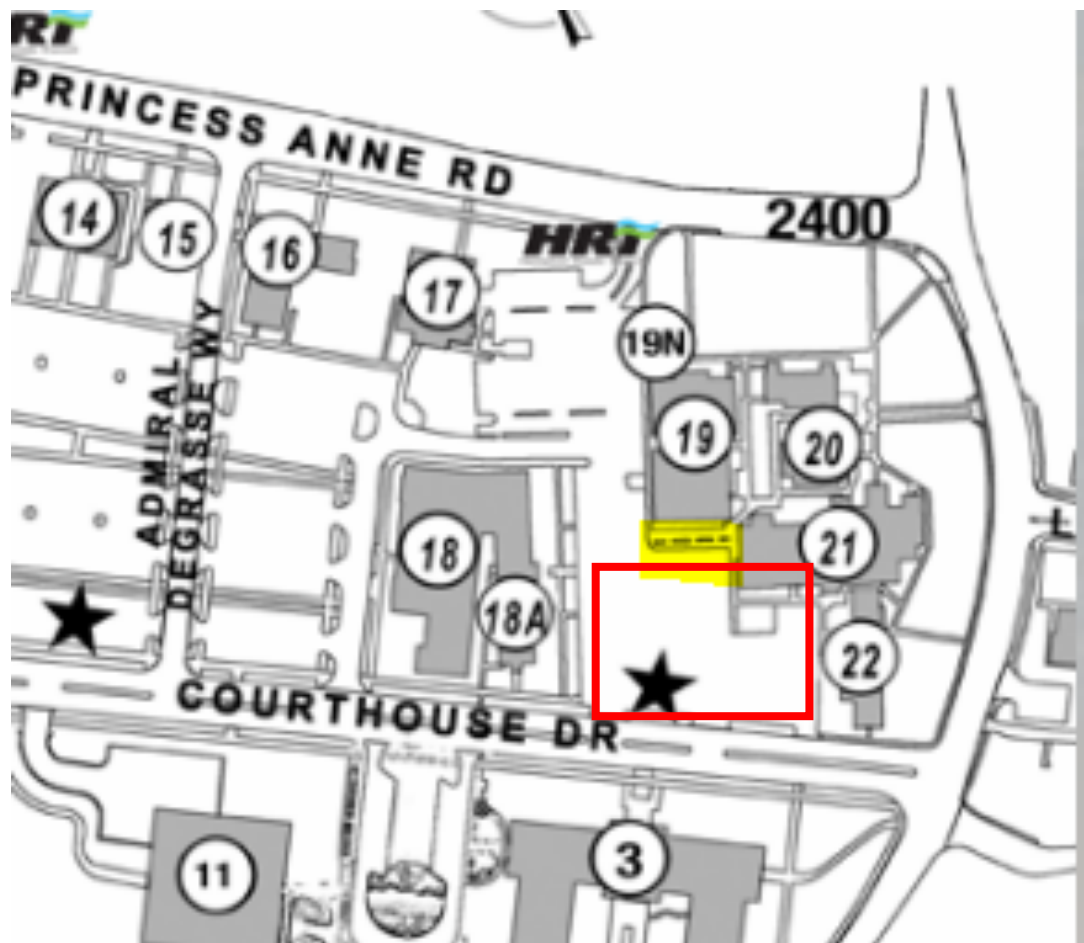 HRT
PRINCESS ANNE RD
2400
HRT
14
15
16
17
19N
19
20
ADMIRAL
DEGRASSE WY
18
18A
21
22
L
COURTHOUSE DR
11
3